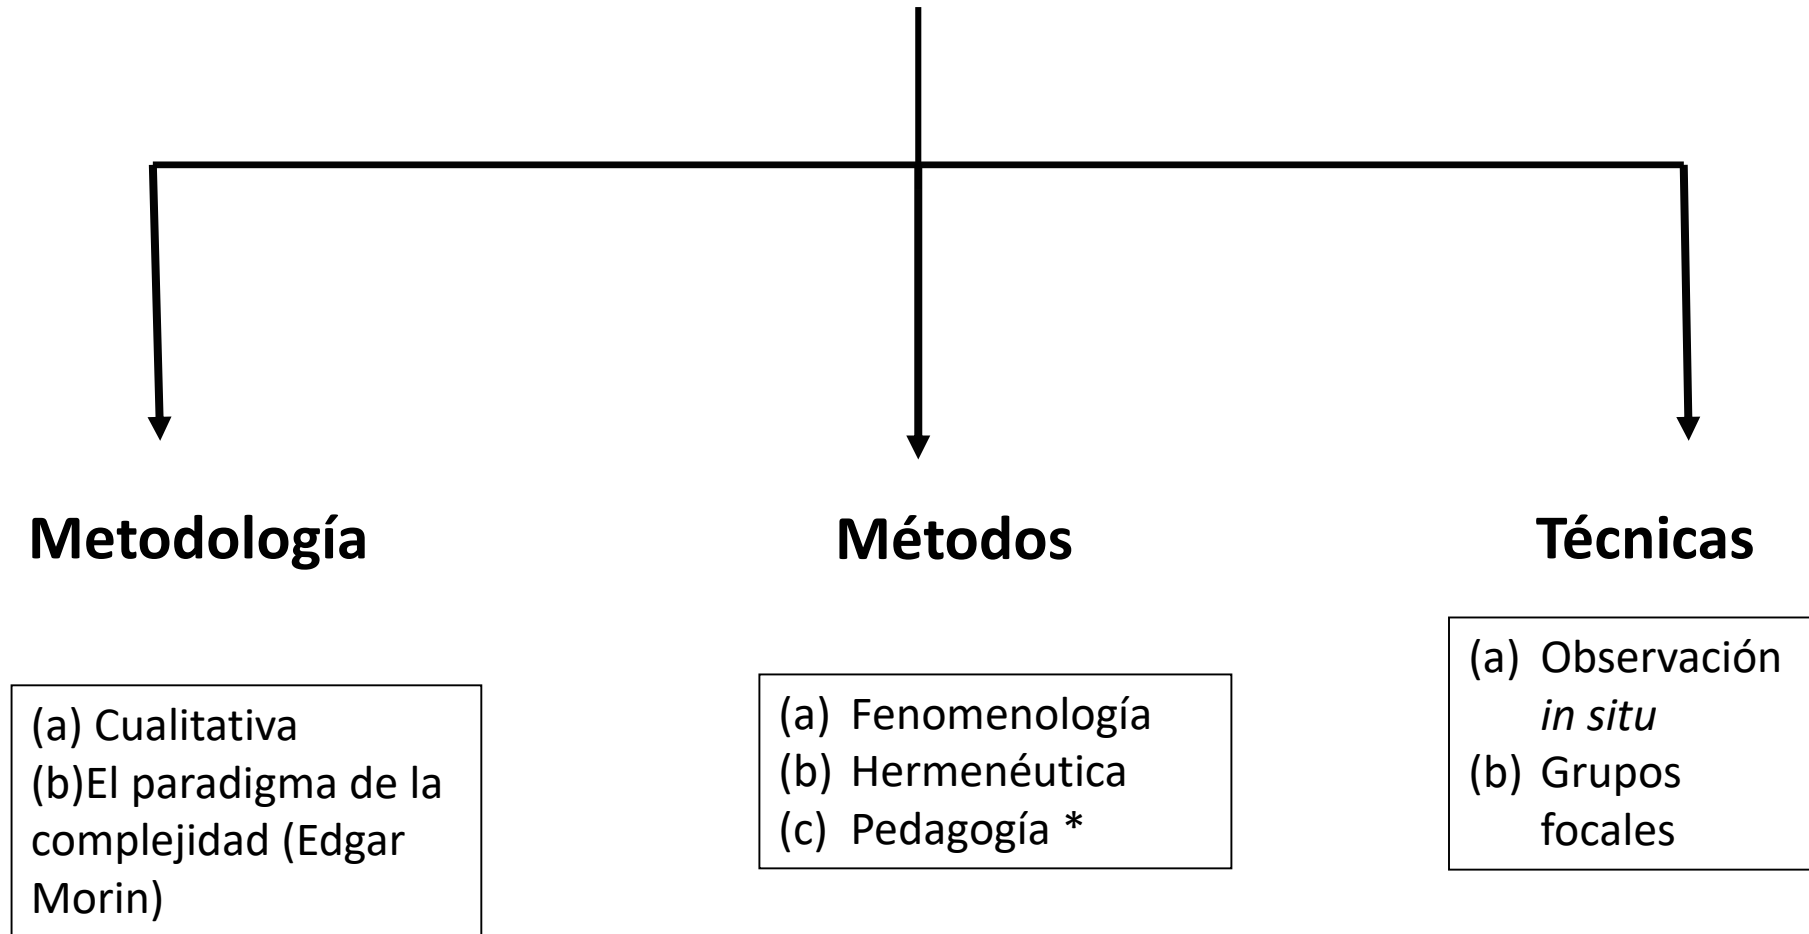 Metodología
Métodos
Técnicas
(a) Cualitativa
(b)El paradigma de la
complejidad (Edgar
Morin)
(a) Fenomenología
(b) Hermenéutica
(c) Pedagogía *
(a) Observación
in situ
(b) Grupos
focales